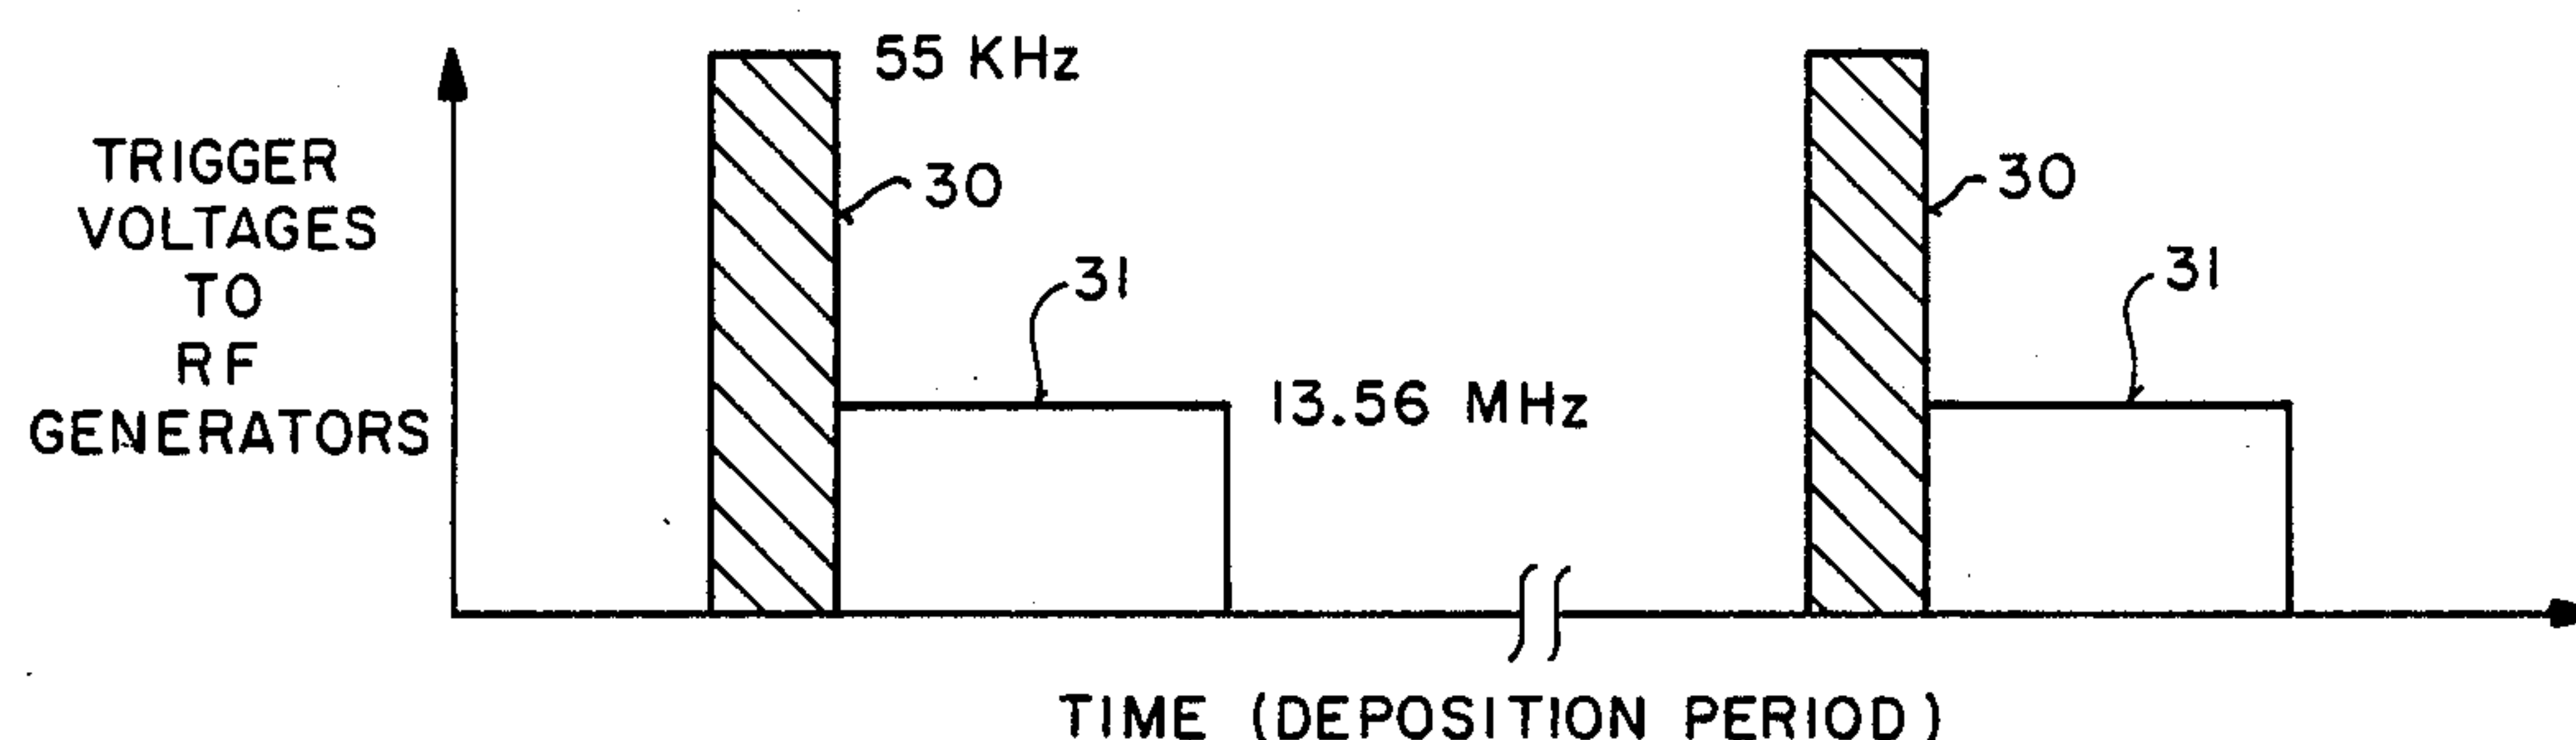 55 KHz
TRIGGER
VOLTAGES
TO
RF
GENERATORS
30
30
31
31
13.56 MHz
TIME (DEPOSITION PERIOD)